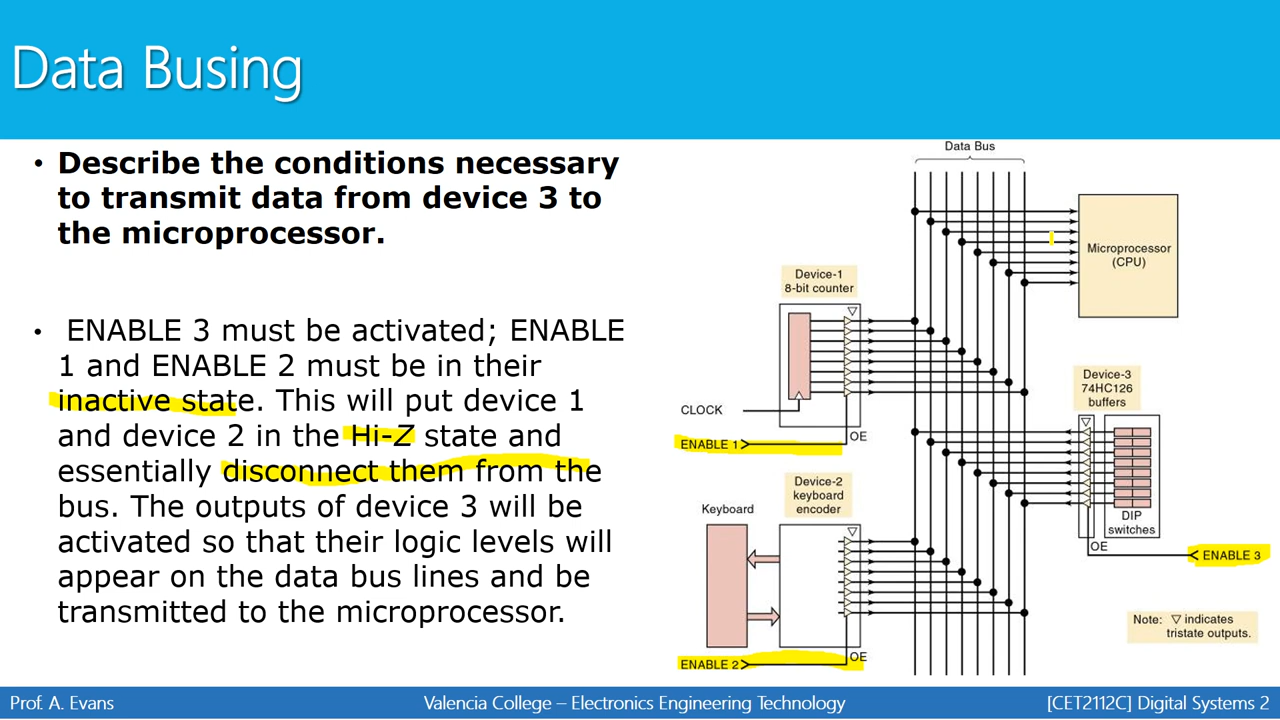 Data Busing
• Describe the conditions necessary
to transmit data from device 3 to
the microprocessor.
• ENABLE 3 must be activated; ENABLE
1 and ENABLE 2 must be in their
inactive state. This will put device 1
and device 2 in the Hi-Z state and
essentially disconnect them from the
bus. The outputs of device 3 will be
activated so that their logic levels will
appear on the data bus lines and be
transmitted to the microprocessor.
Data Bus
Microprocessor
(CPU)
Device-1
8-bit counter
CLOCK
ENABLE 1
OE
Device-3
74HC126
buffers
DIP
switches
OE
ENABLE 3
Device-2
keyboard
encoder
Keyboard
ENABLE 2
OE
Note: ▽ indicates
tristate outputs.
Prof. A. Evans
Valencia College – Electronics Engineering Technology
[CET2112C] Digital Systems 2